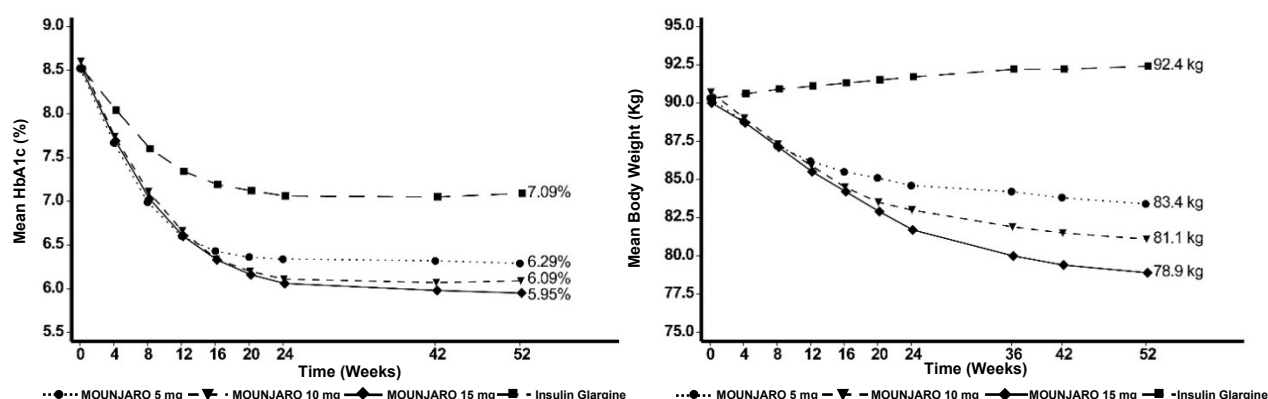 Mean HbA1c (%)
9.0
8.5
8.0
7.5
7.0
6.5
6.0
5.5
7.09%
6.29%
6.09%
5.95%
0 4 8 12 16 20 24 42 52
Time (Weeks)
MOUNJARO 5 mg MOUNJARO 10 mg MOUNJARO 15 mg Insulin Glargine
Mean Body Weight (Kg)
95.0
92.5
90.0
87.5
85.0
82.5
80.0
77.5
75.0
92.4 kg
83.4 kg
81.1 kg
78.9 kg
0 4 8 12 16 20 24 36 42 52
Time (Weeks)
MOUNJARO 5 mg MOUNJARO 10 mg MOUNJARO 15 mg Insulin Glargine